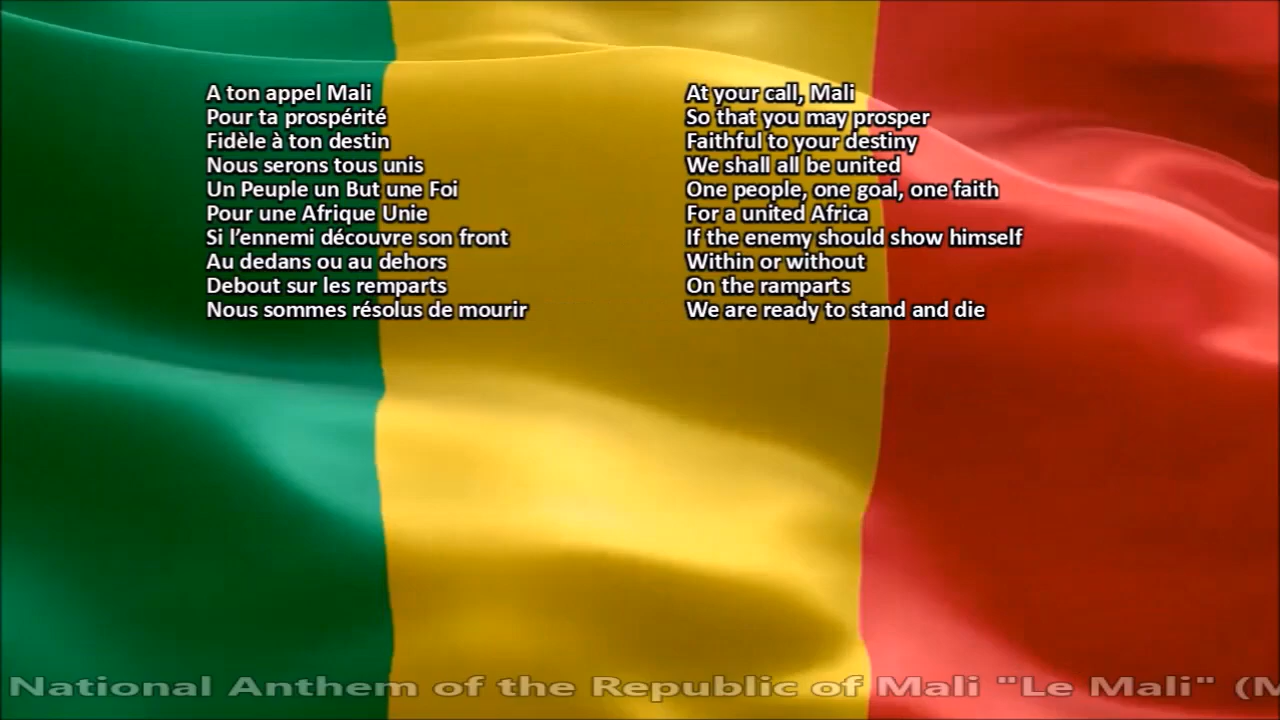 A ton appel Mali
Pour ta prospérité
Fidèle à ton destin
Nous serons tous unis
Un Peuple un But une Foi
Pour une Afrique Unie
Si l’ennemi découvre son front
Au dedans ou au dehors
Debout sur les remparts
Nous sommes résolus de mourir
At your call, Mali
So that you may prosper
Faithful to your destiny
We shall all be united
One people, one goal, one faith
For a united Africa
If the enemy should show himself
Within or without
On the ramparts
We are ready to stand and die
National Anthem of the Republic of Mali "Le Mali" (M